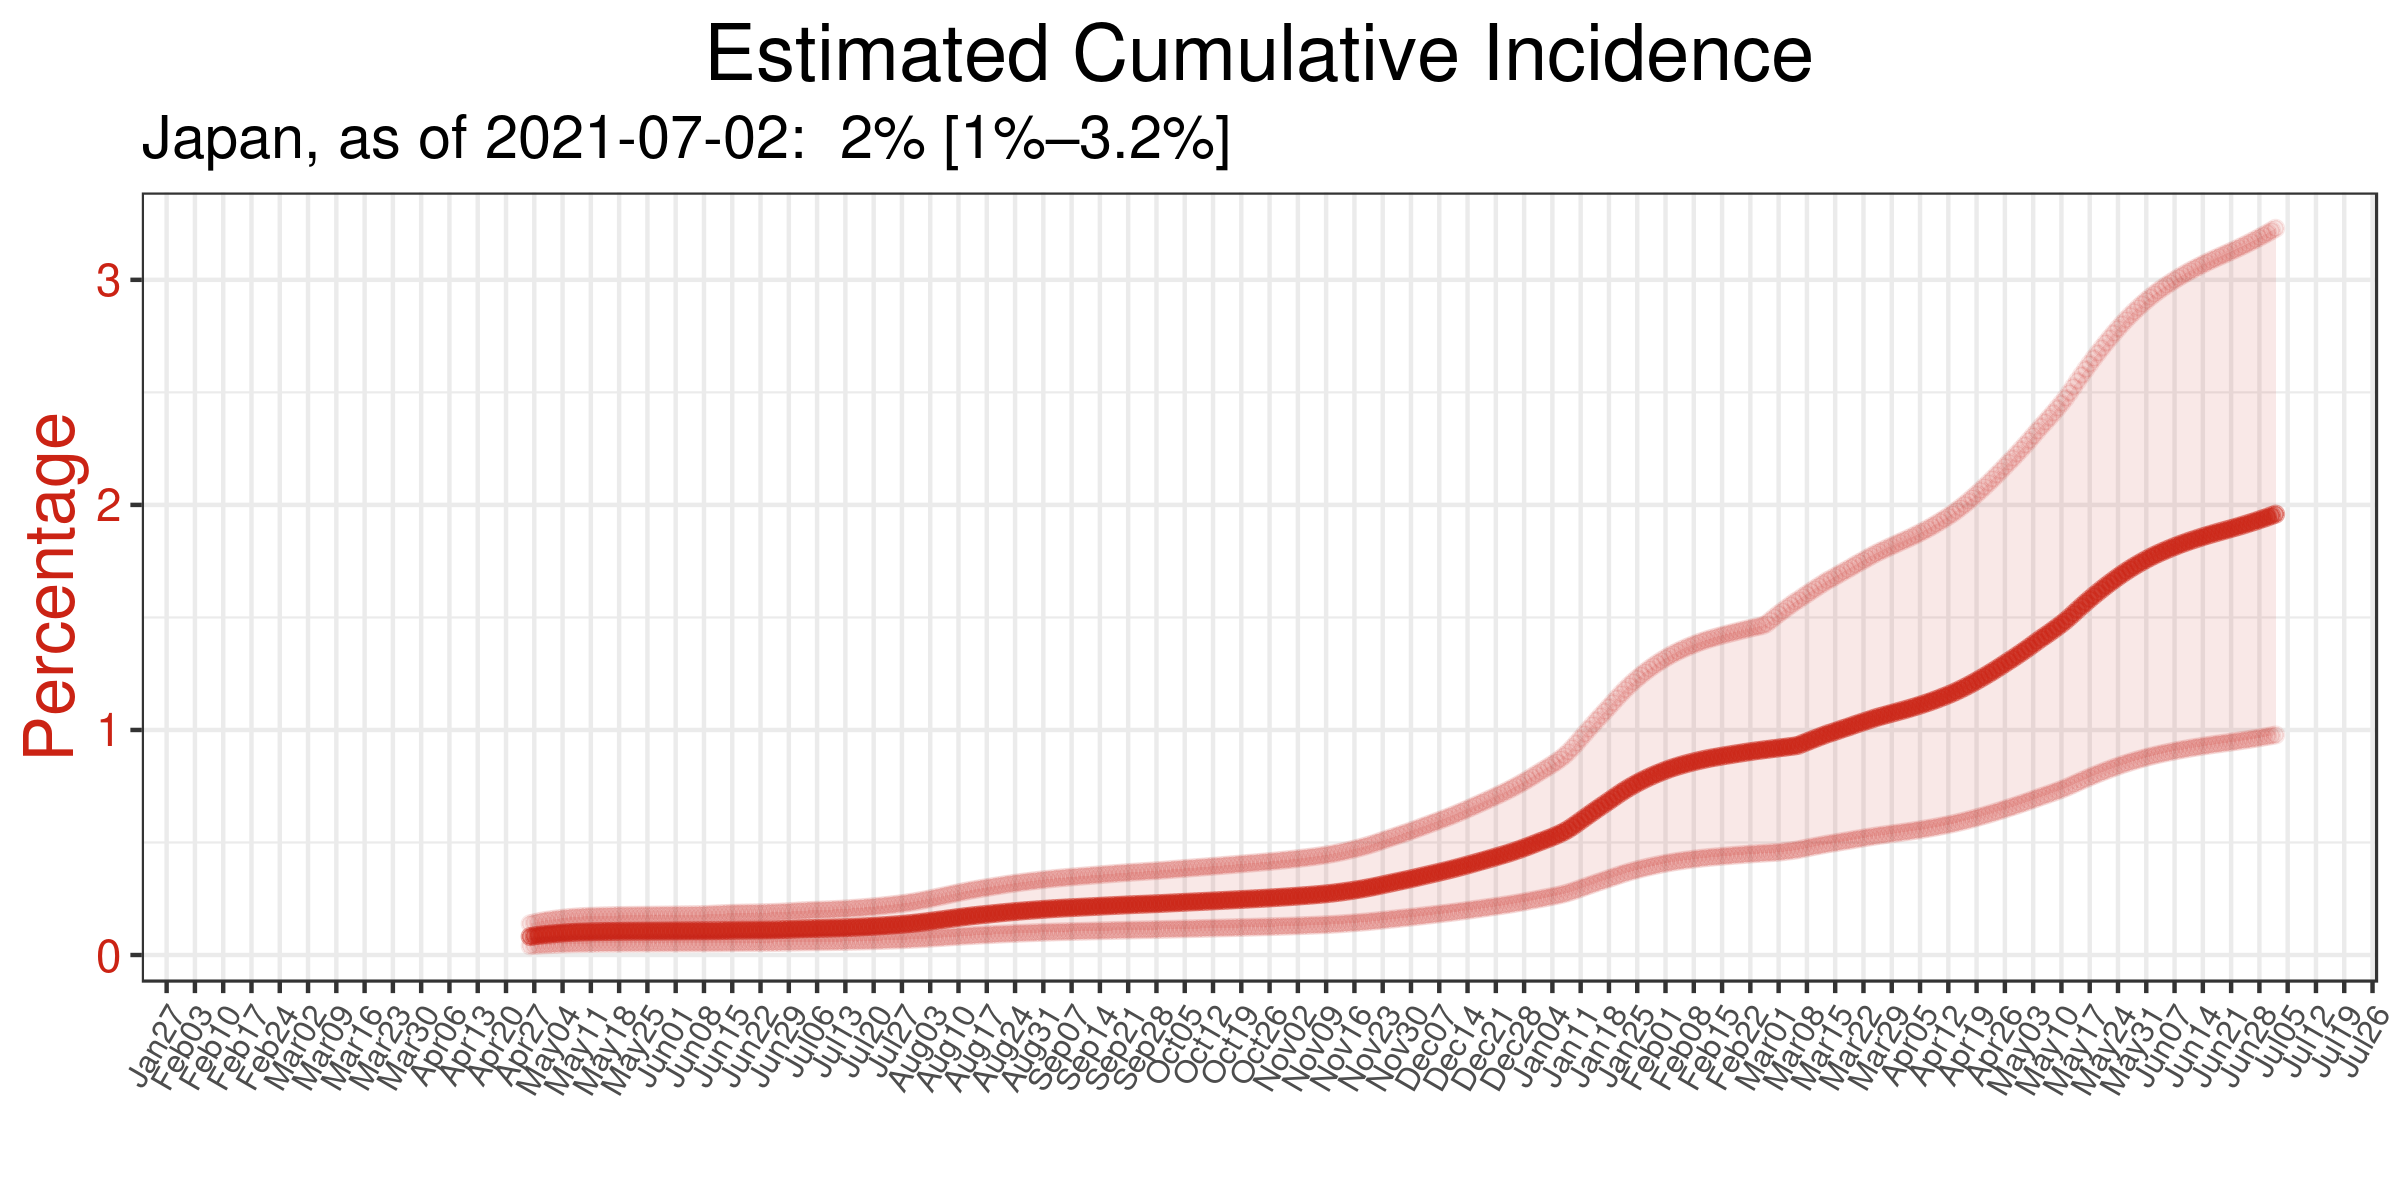 Estimated Cumulative Incidence
Japan, as of 2021-07-02:  2% [1%–3.2%]
Percentage
3
2
1
0
Jan27
Feb03
Feb10
Feb17
Feb24
Mar02
Mar09
Mar16
Mar23
Mar30
Apr06
Apr13
Apr20
Apr27
May04
May11
May18
May25
Jun01
Jun08
Jun15
Jun22
Jun29
Jul06
Jul13
Jul20
Jul27
Aug03
Aug10
Aug17
Aug24
Aug31
Sep07
Sep14
Sep21
Sep28
Oct05
Oct12
Oct19
Oct26
Nov02
Nov09
Nov16
Nov23
Nov30
Dec07
Dec14
Dec21
Dec28
Jan04
Jan11
Jan18
Jan25
Feb01
Feb08
Feb15
Feb22
Mar01
Mar08
Mar15
Mar22
Mar29
Apr05
Apr12
Apr19
Apr26
May03
May10
May17
May24
May31
Jun07
Jun14
Jun21
Jun28
Jul05
Jul12
Jul19
Jul26